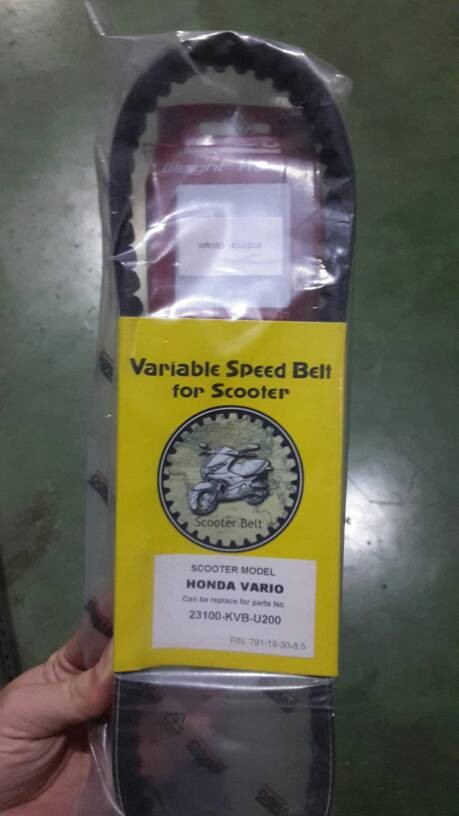 Weight
Variable Speed Belt
for Scooter
Scooter Belt
SCOOTER MODEL
HONDA VARIO
Can be replace for parts No.
23100-KVB-U200
P/N 791-19-30-8.5